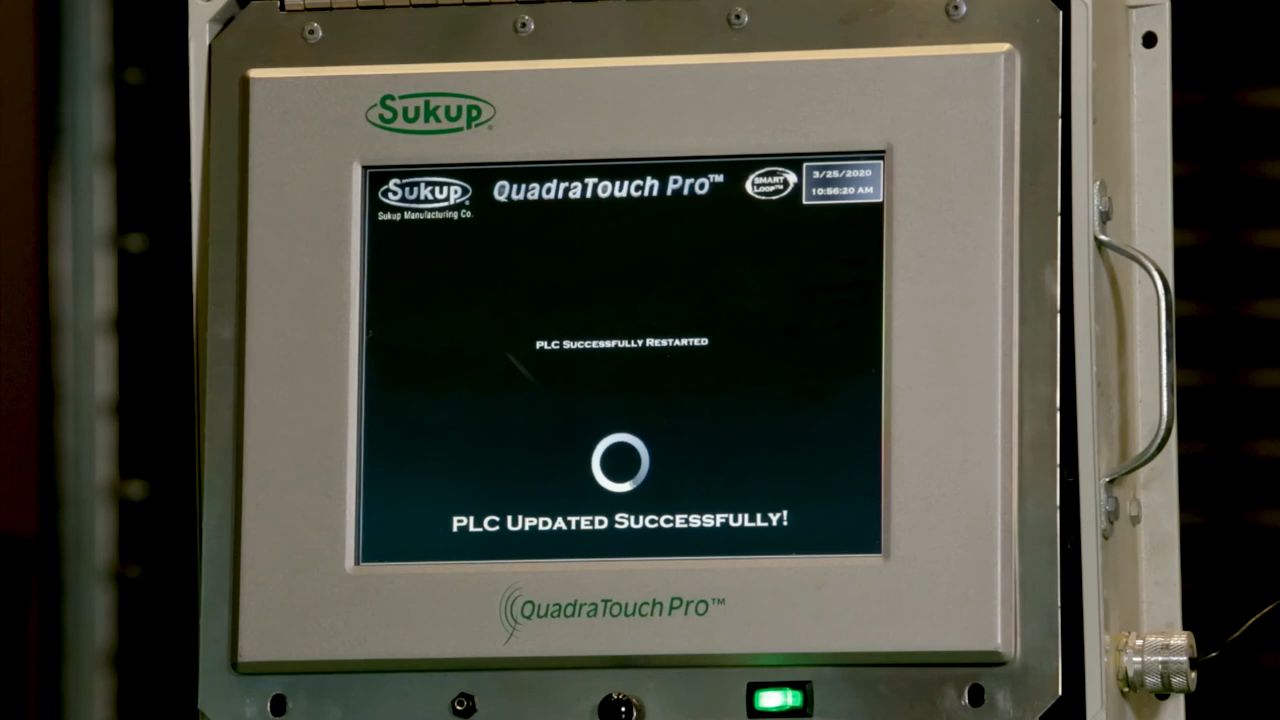 Sukup®
Sukup®
Sukup Manufacturing Co.
QuadraTouch Pro™
SMART
LOOP™
3/25/2020
10:56:20 AM
PLC SUCCESSFULLY RESTARTED
PLC UPDATED SUCCESSFULLY!
QuadraTouch Pro™